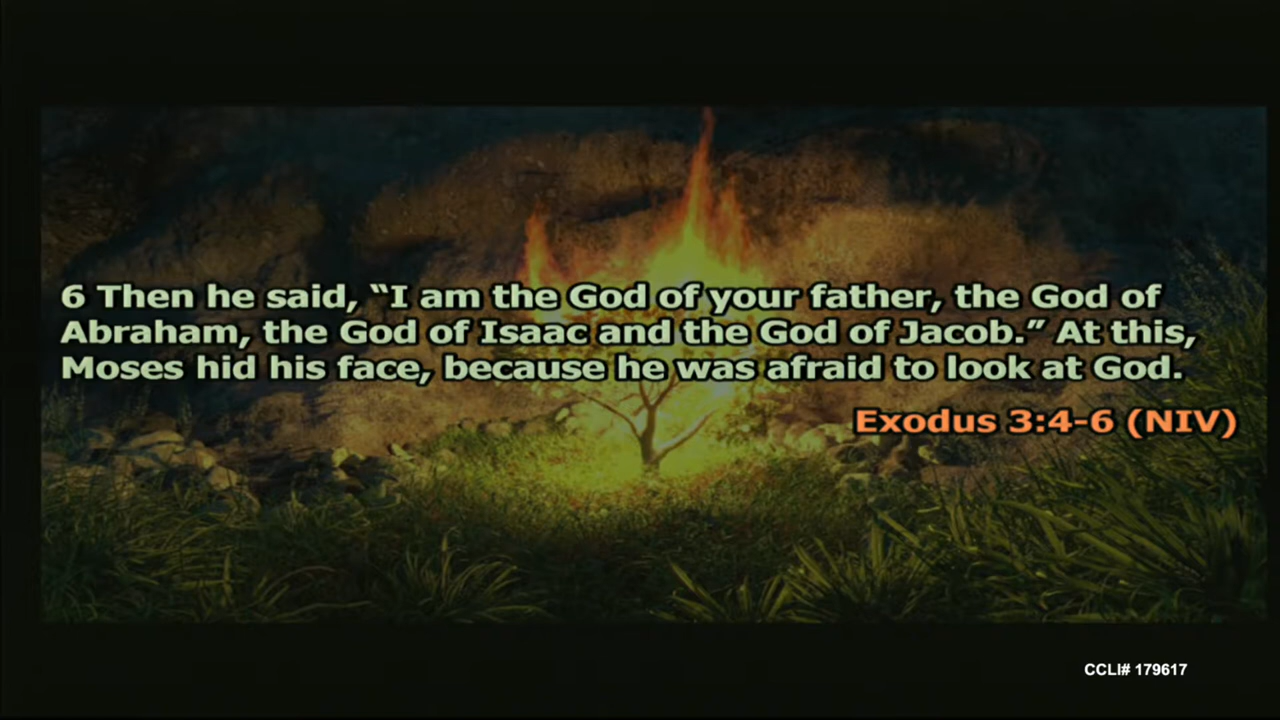 6 Then he said, “I am the God of your father, the God of
Abraham, the God of Isaac and the God of Jacob.” At this,
Moses hid his face, because he was afraid to look at God.
Exodus 3:4-6 (NIV)
CCLI# 179617